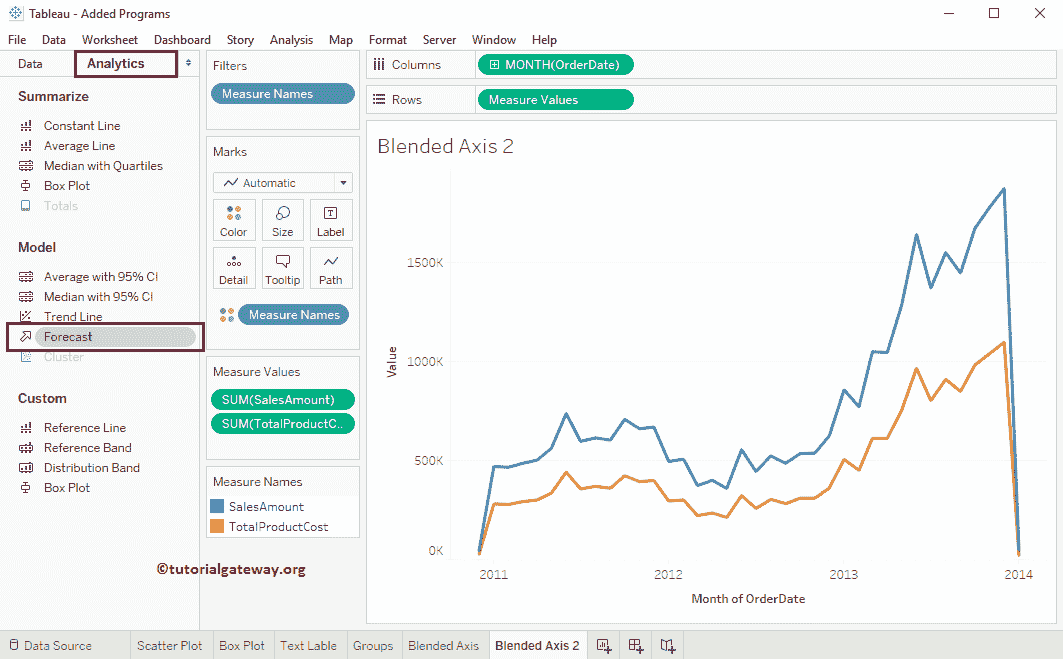 Tableau - Added Programs
File Data Worksheet Dashboard Story Analysis Map Format Server Window Help
Data
Analytics
Summarize
Constant Line
Average Line
Median with Quartiles
Box Plot
Totals
Model
Average with 95% CI
Median with 95% CI
Trend Line
Forecast
Cluster
Custom
Reference Line
Reference Band
Distribution Band
Box Plot
Filters
Measure Names
Marks
Automatic
Color
Size
Label
Detail
Tooltip
Path
Measure Names
Measure Values
SUM(SalesAmount)
SUM(TotalProductC..
Measure Names
SalesAmount
TotalProductCost
©tutorialgateway.org
Columns
MONTH(OrderDate)
Rows
Measure Values
Blended Axis 2
Value
1500K
1000K
500K
0K
2011
2012
2013
2014
Month of OrderDate
Data Source
Scatter Plot
Box Plot
Text Lable
Groups
Blended Axis
Blended Axis 2